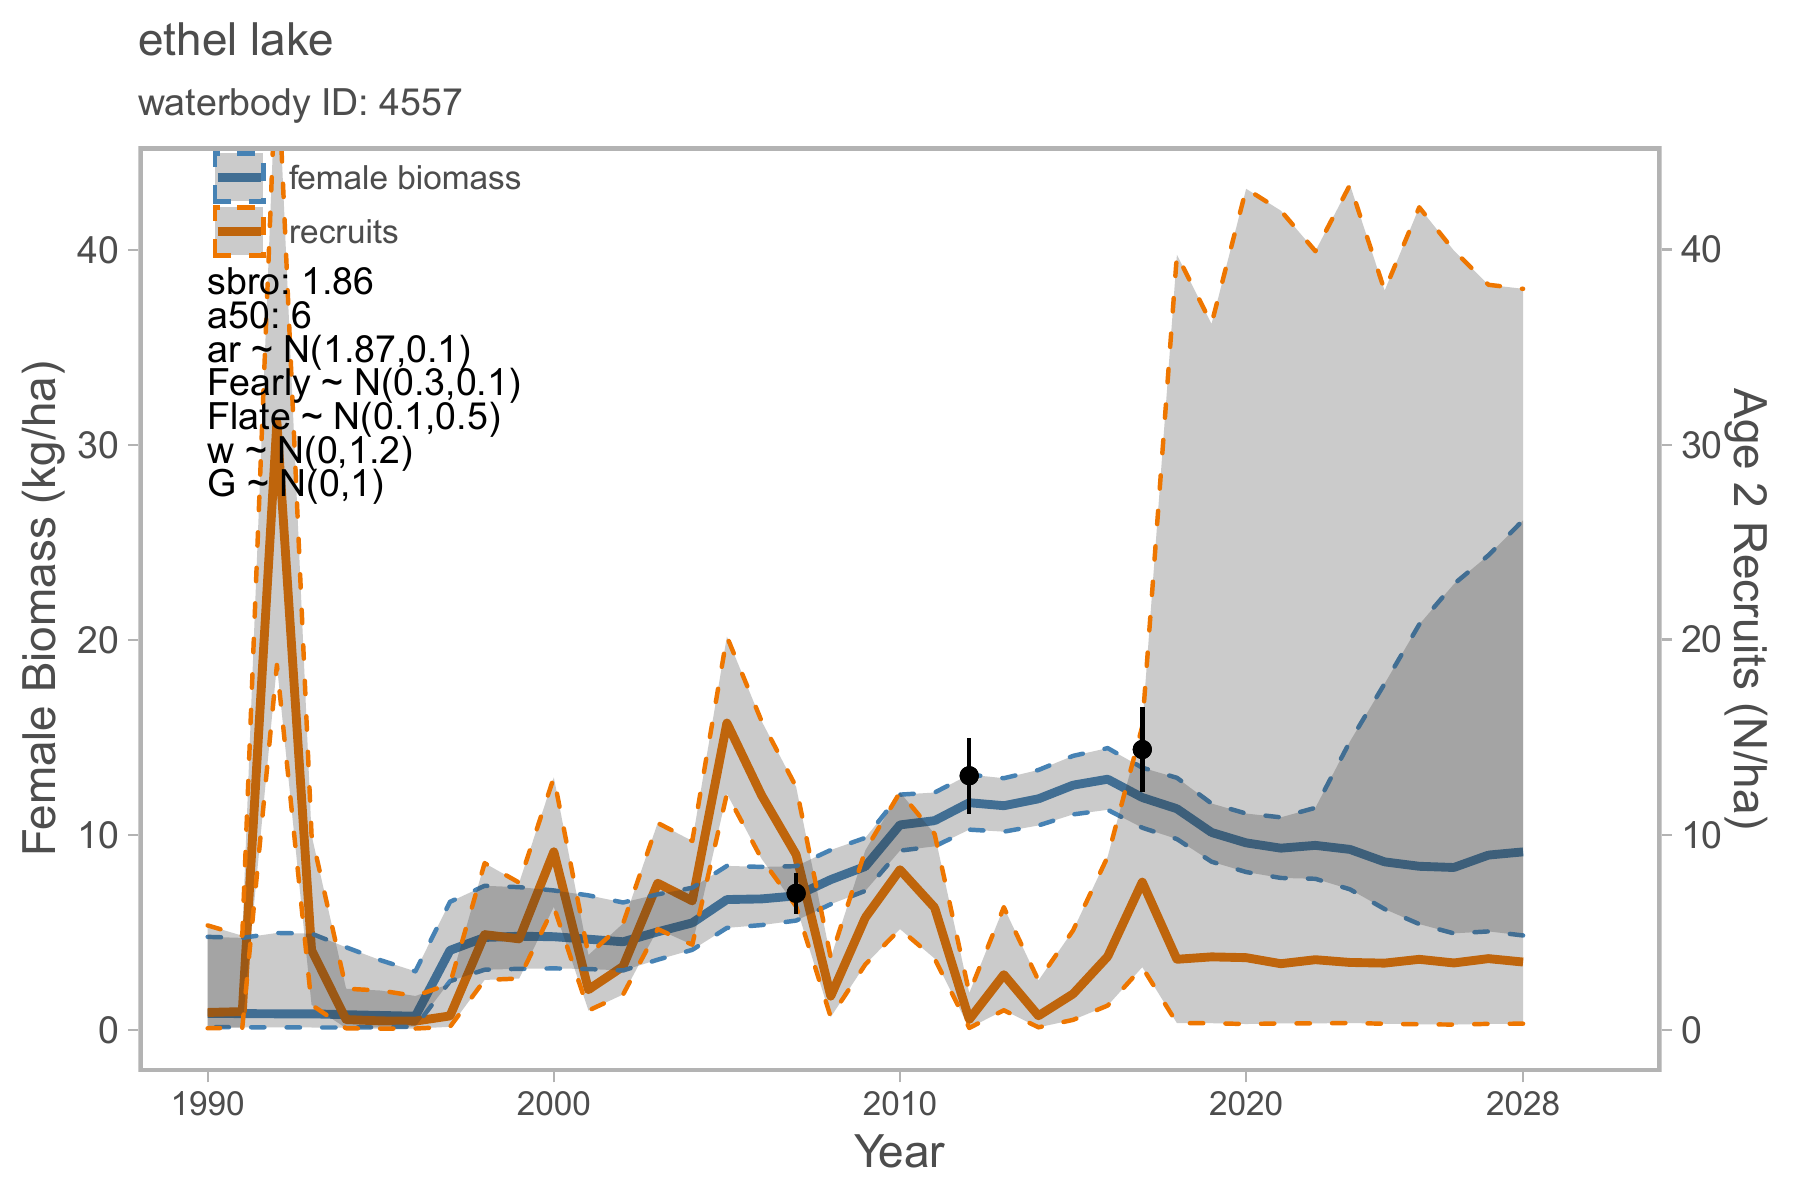 ethel lake
waterbody ID: 4557
female biomass
recruits
sbro: 1.86
a50: 6
ar ~ N(1.87,0.1)
Fearly ~ N(0.3,0.1)
Flate ~ N(0.1,0.5)
w ~ N(0,1.2)
G ~ N(0,1)
Female Biomass (kg/ha)
40
30
20
10
0
Age 2 Recruits (N/ha)
40
30
20
10
0
1990 2000 2010 2020 2028
Year